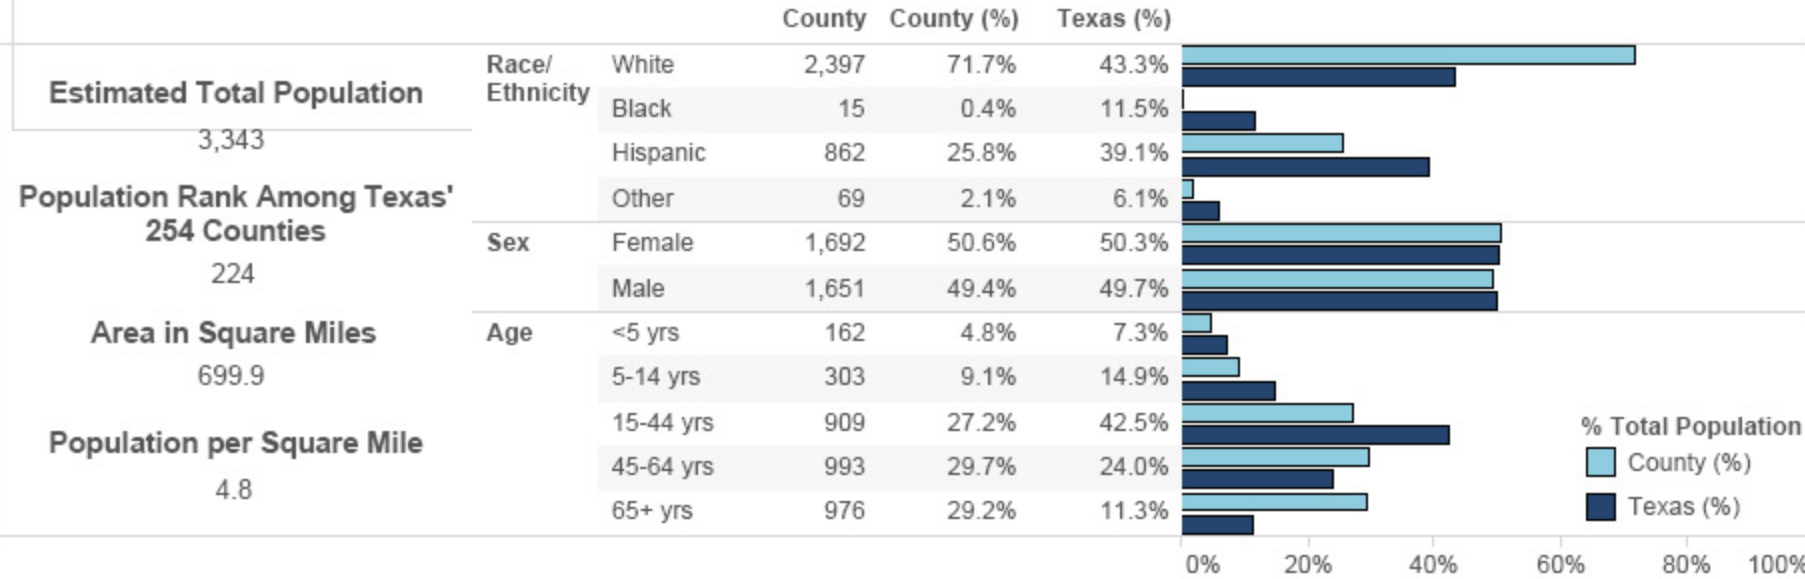 County County (%) Texas (%)
Estimated Total Population
3,343
Population Rank Among Texas'
254 Counties
224
Area in Square Miles
699.9
Population per Square Mile
4.8
Race/
Ethnicity
White 2,397 71.7% 43.3%
Black 15 0.4% 11.5%
Hispanic 862 25.8% 39.1%
Other 69 2.1% 6.1%
Sex Female 1,692 50.6% 50.3%
Male 1,651 49.4% 49.7%
Age <5 yrs 162 4.8% 7.3%
5-14 yrs 303 9.1% 14.9%
15-44 yrs 909 27.2% 42.5%
45-64 yrs 993 29.7% 24.0%
65+ yrs 976 29.2% 11.3%
% Total Population
County (%)
Texas (%)
0% 20% 40% 60% 80% 100%